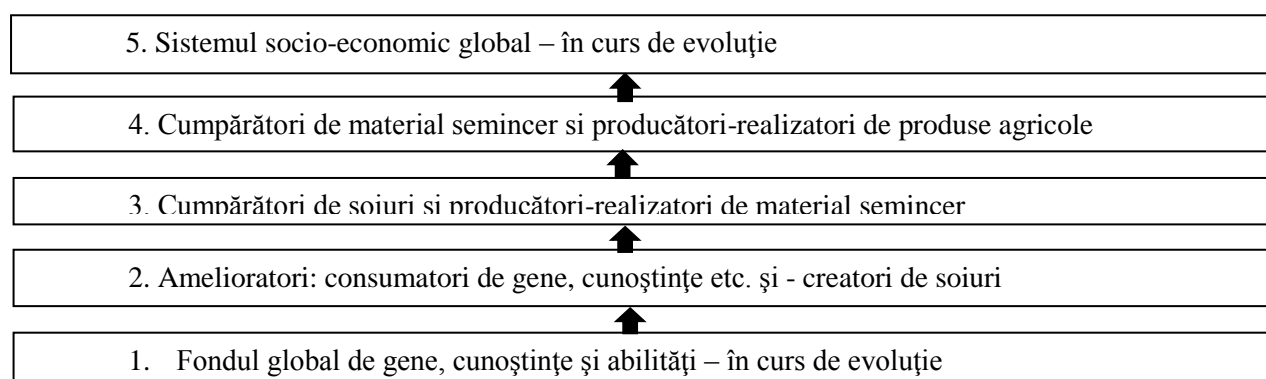 5. Sistemul socio-economic global – în curs de evoluţie
4. Cumpărători de material semincer si producători-realizatori de produse agricole
3. Cumpărători de soiuri si producători-realizatori de material semincer
2. Amelioratori: consumatori de gene, cunoştinţe etc. şi - creatori de soiuri
1. Fondul global de gene, cunoştinţe şi abilităţi – în curs de evoluţie